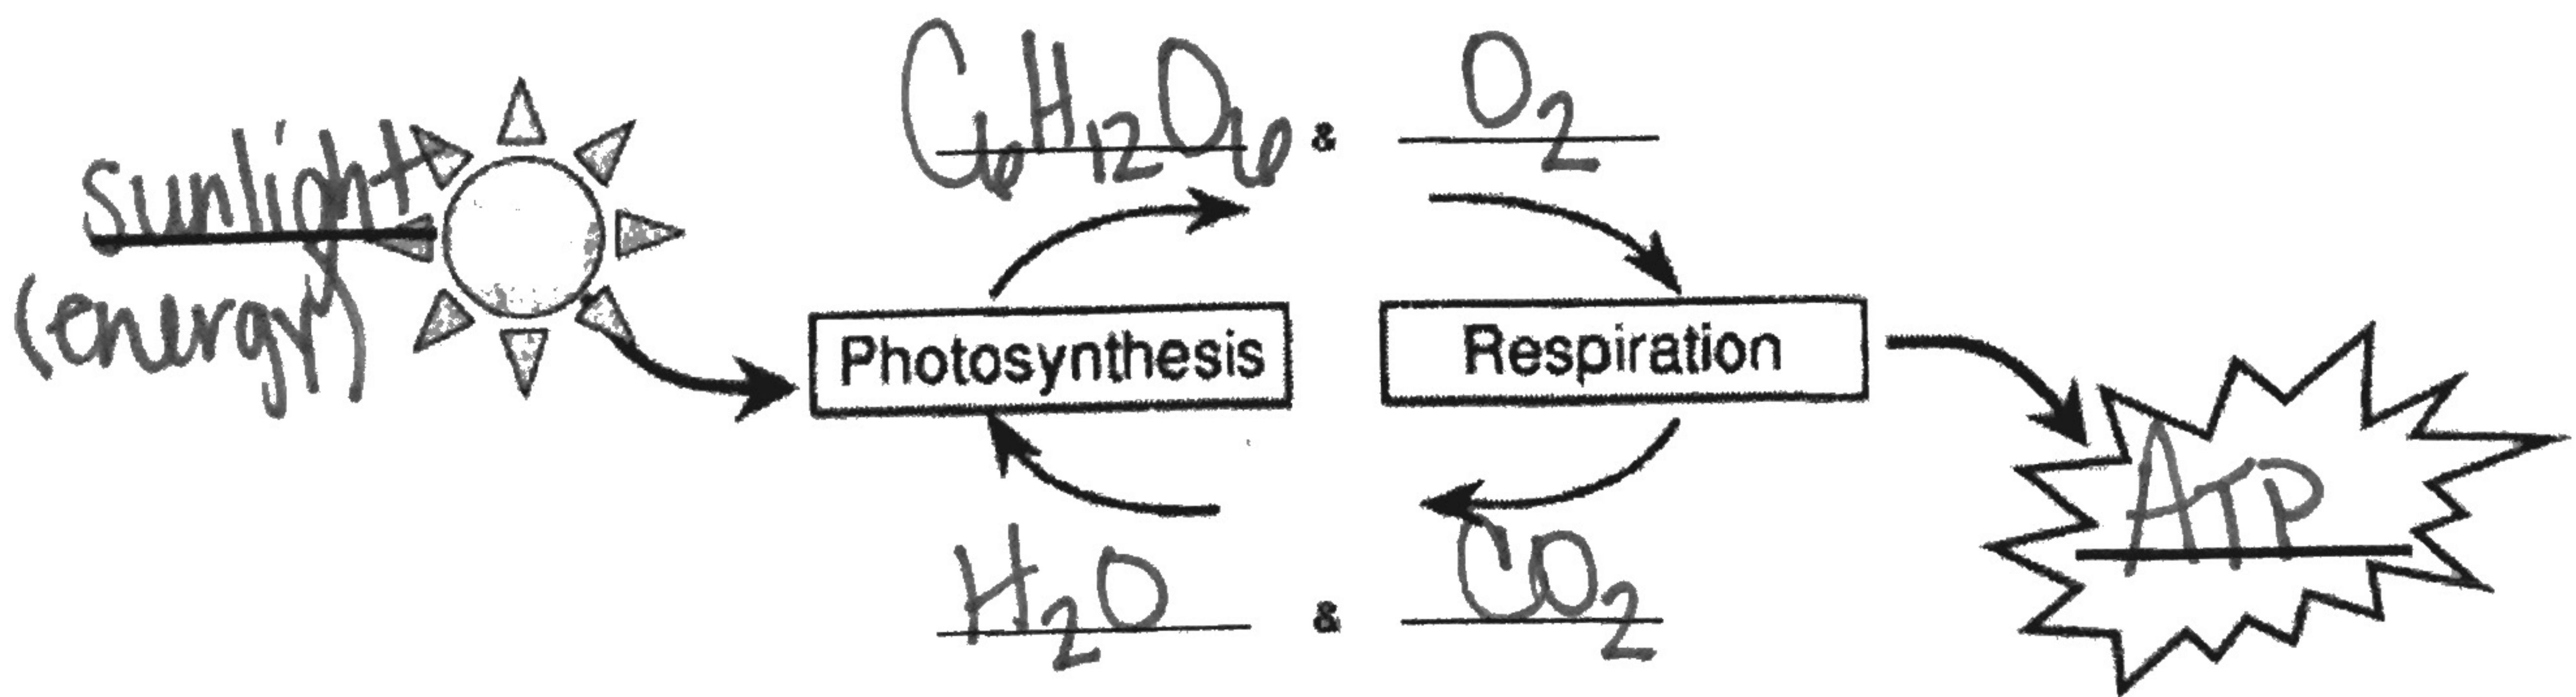 C6H12O6 & O2
sunlight
(energy)
Photosynthesis
Respiration
ATP
H2O & CO2